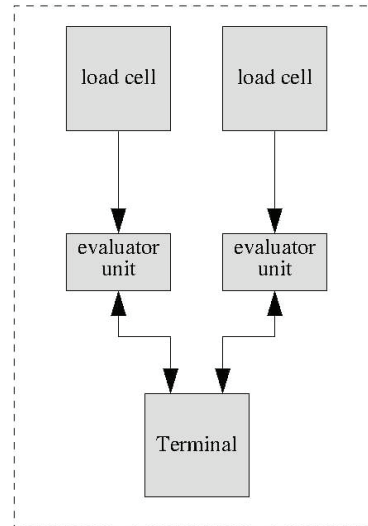 load cell
load cell
evaluator
unit
evaluator
unit
Terminal